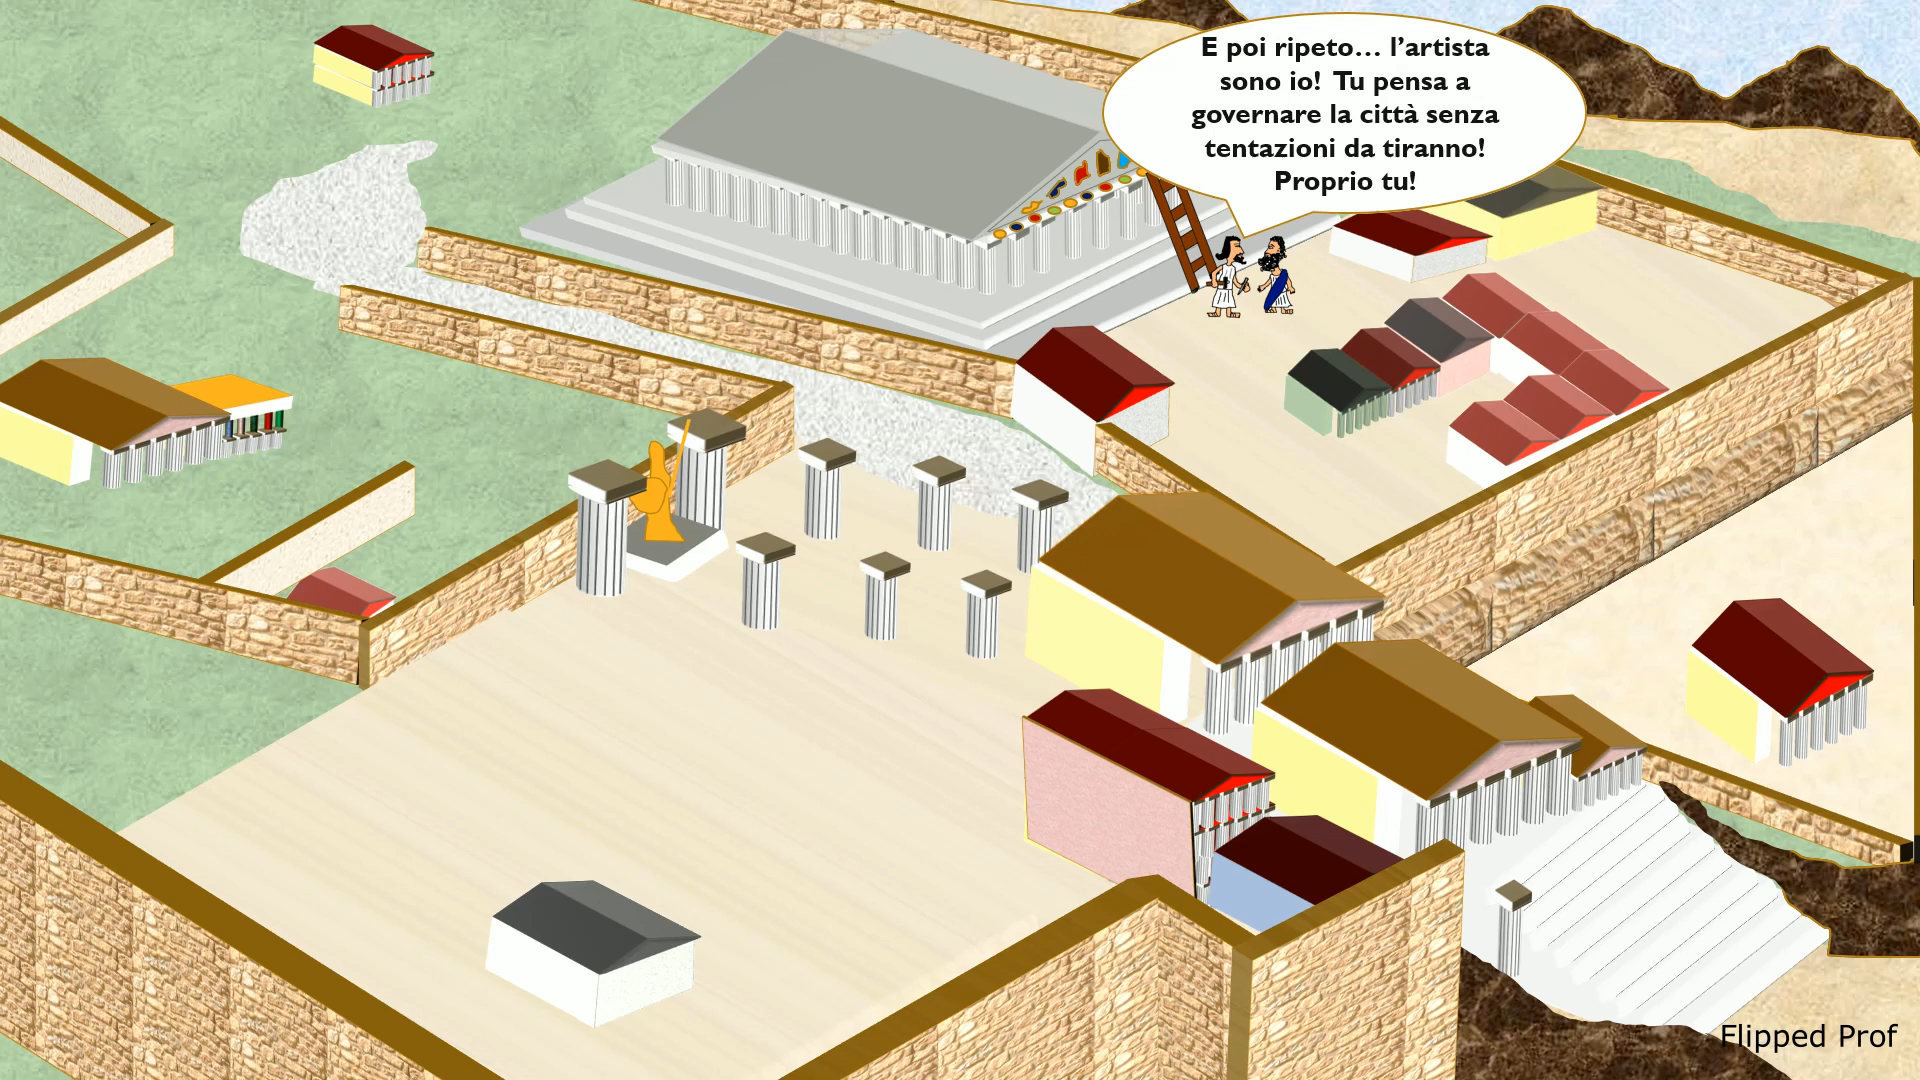 E poi ripeto... l’artista
sono io! Tu pensa a
governare la città senza
tentazioni da tiranno!
Proprio tu!
Flipped Prof